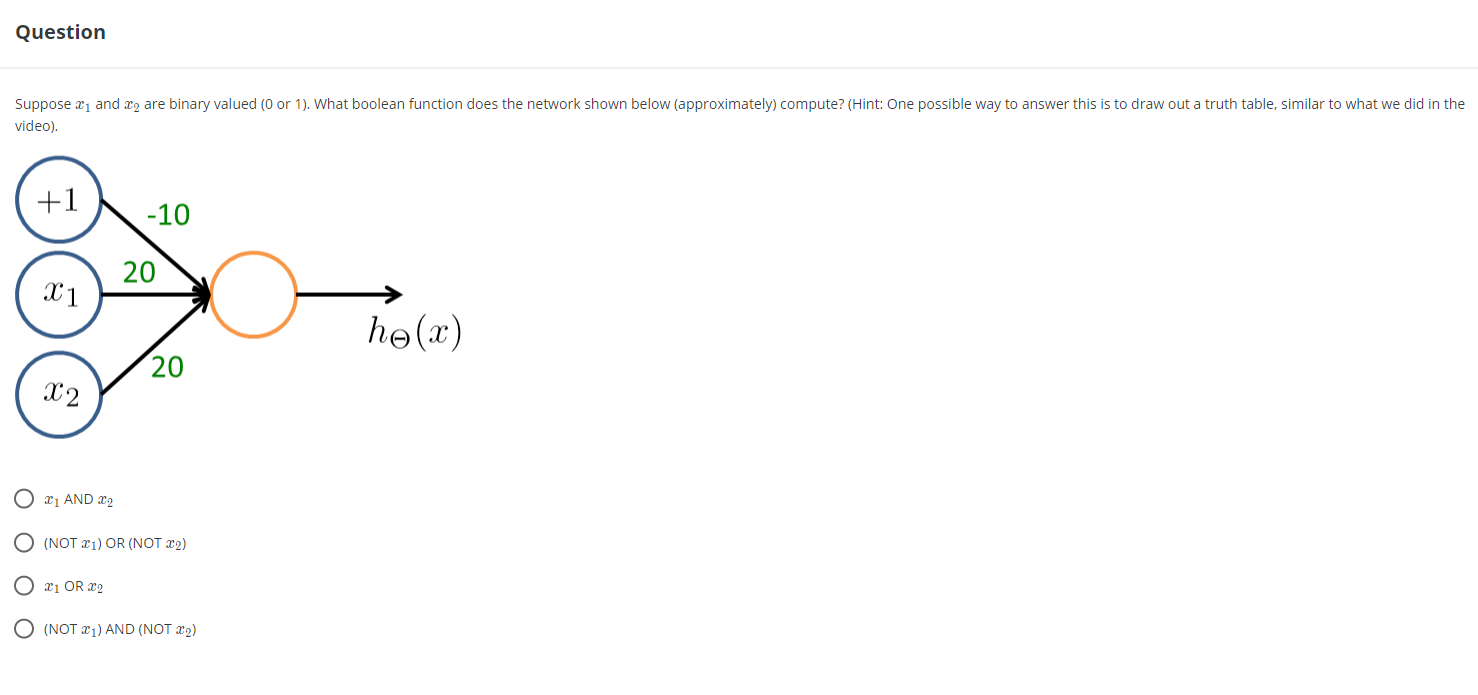 Question
Suppose x₁ and x₂ are binary valued (0 or 1). What boolean function does the network shown below (approximately) compute? (Hint: One possible way to answer this is to draw out a truth table, similar to what we did in the
video).
+1
-10
20
x₁
h_Θ(x)
20
x₂
x₁ AND x₂
(NOT x₁) OR (NOT x₂)
x₁ OR x₂
(NOT x₁) AND (NOT x₂)